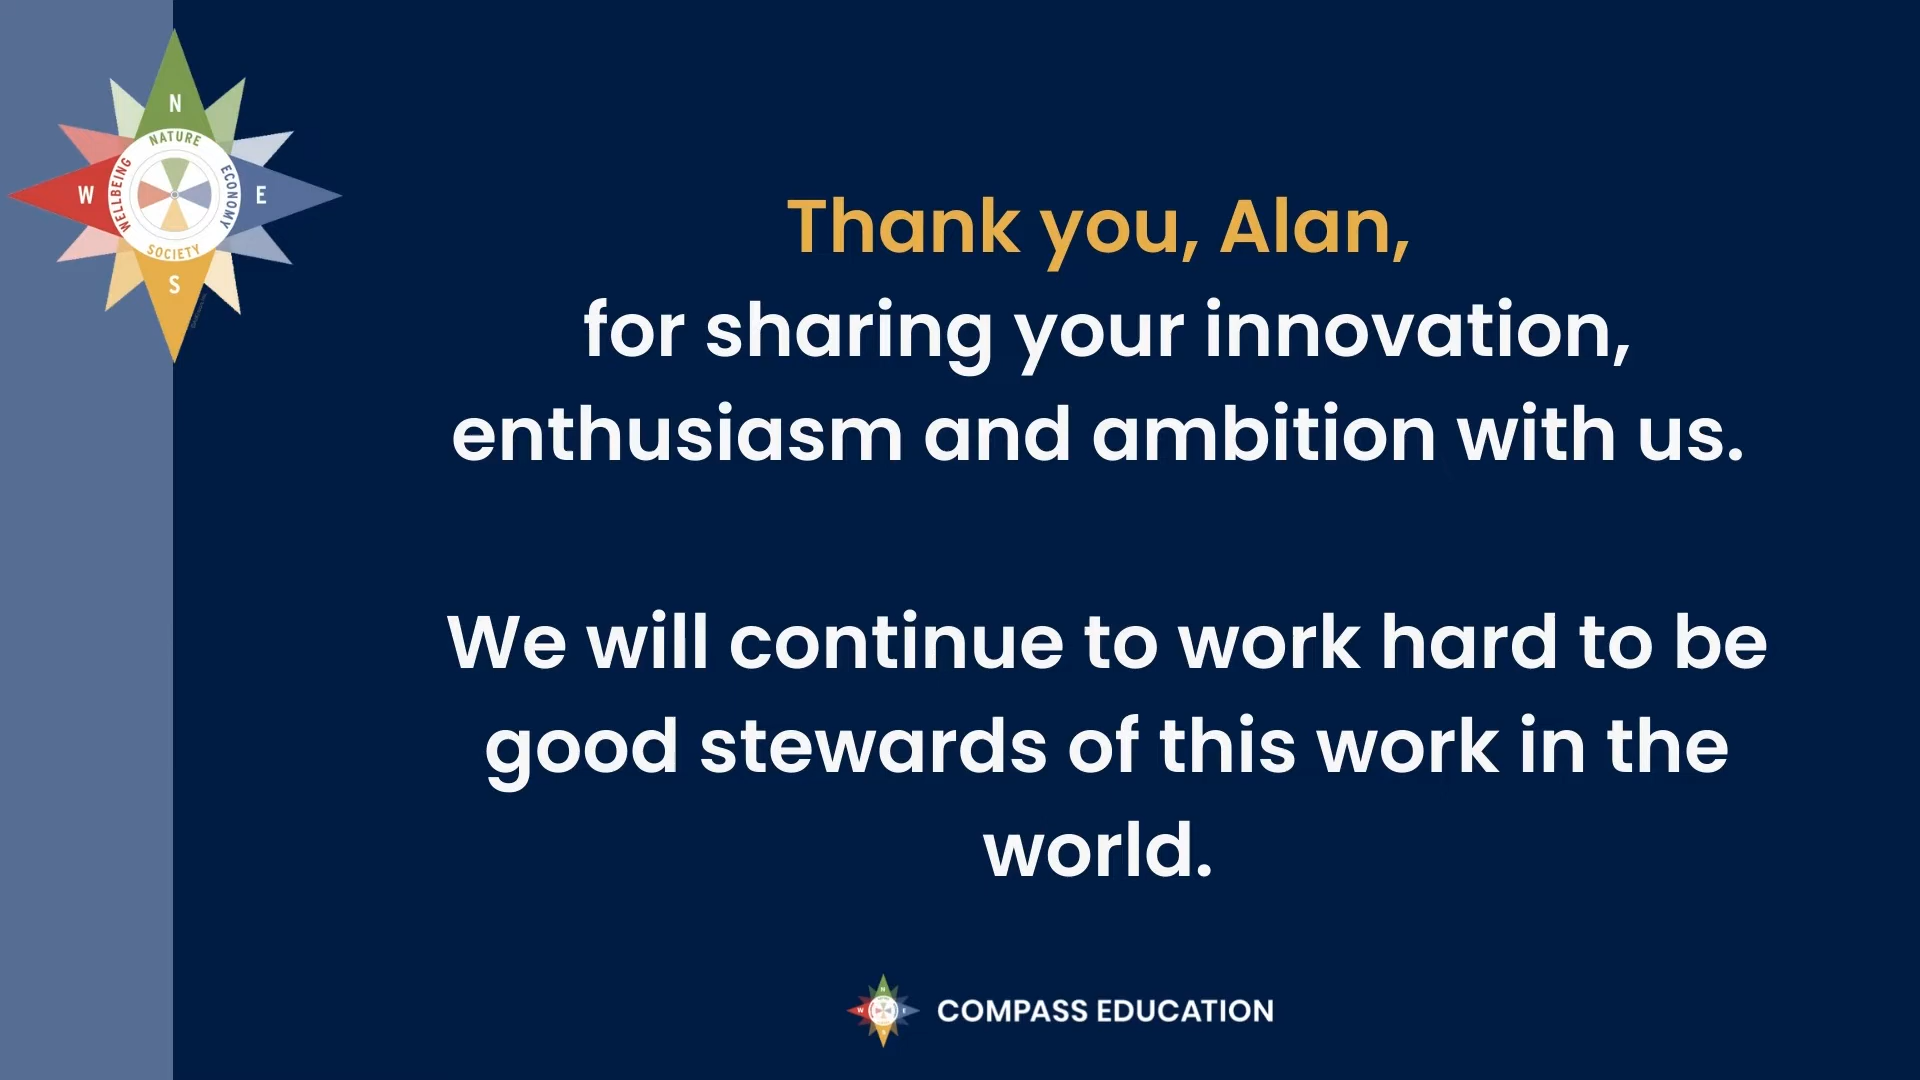 N
NATURE
W
WELLBEING
ECONOMY
E
SOCIETY
S
Thank you, Alan,
for sharing your innovation,
enthusiasm and ambition with us.
We will continue to work hard to be
good stewards of this work in the
world.
COMPASS EDUCATION